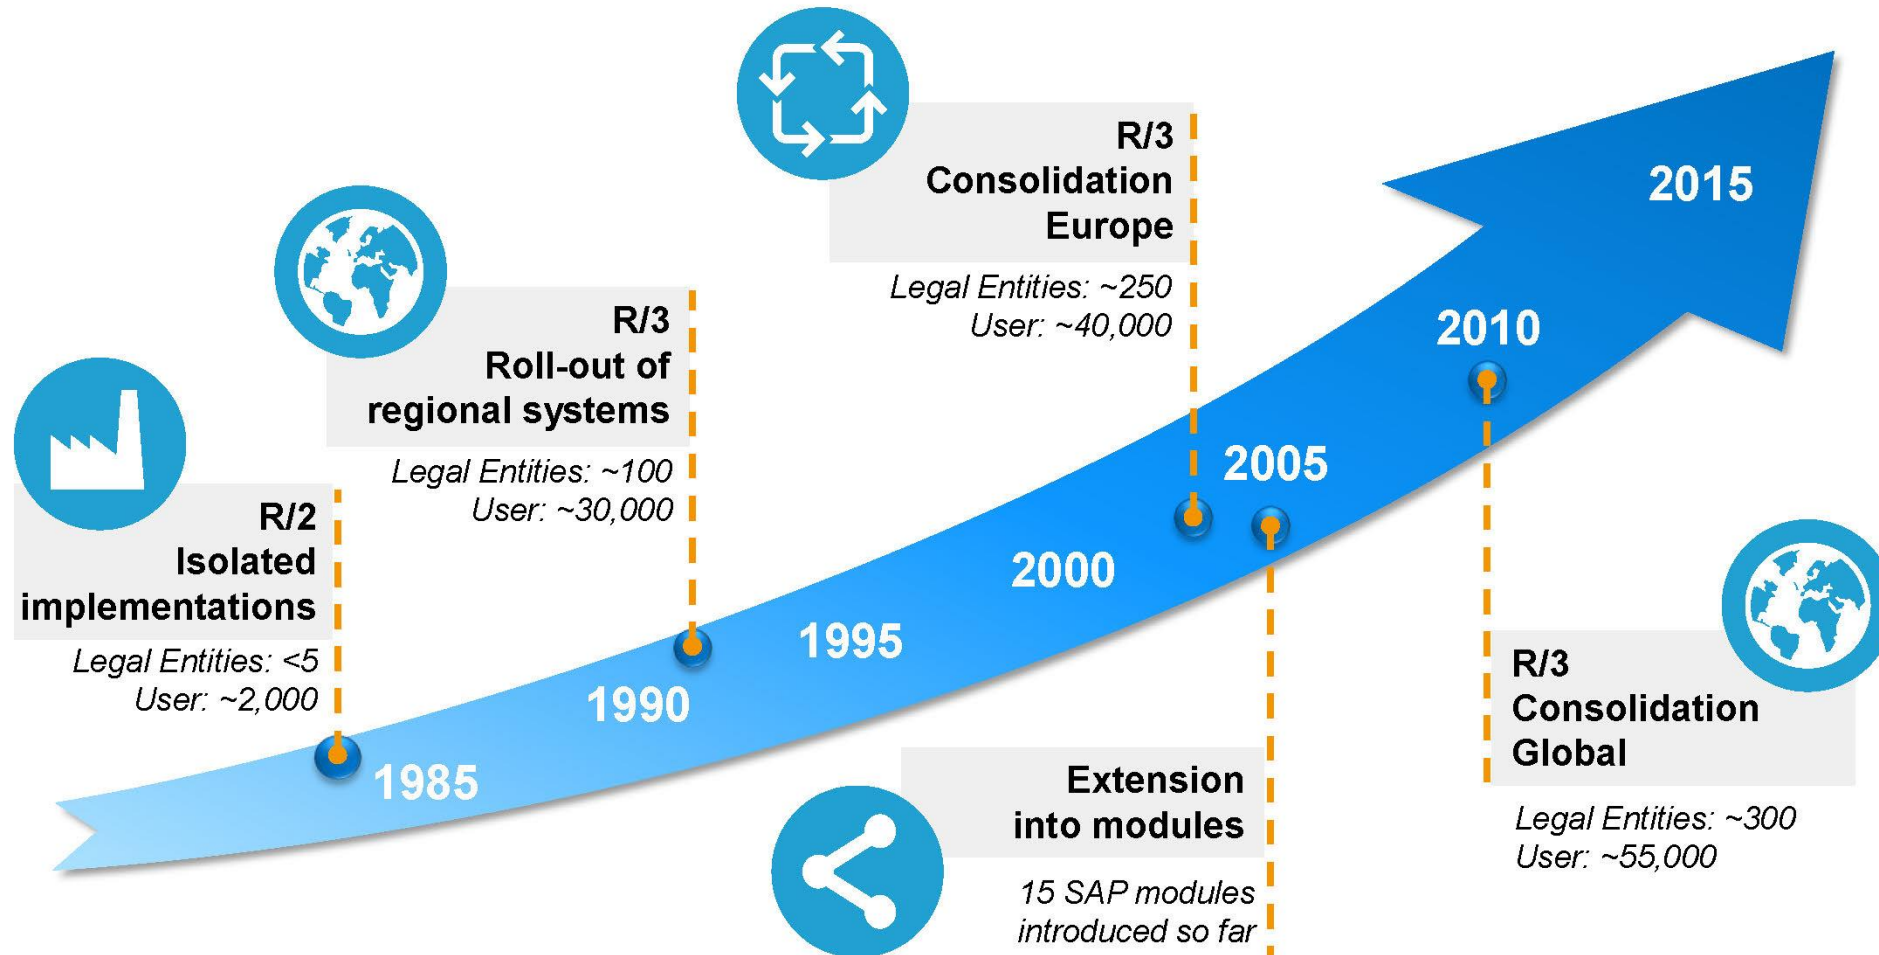 R/2
Isolated
implementations
Legal Entities: <5
User: ~2,000
R/3
Roll-out of
regional systems
Legal Entities: ~100
User: ~30,000
R/3
Consolidation
Europe
Legal Entities: ~250
User: ~40,000
1985
1990
1995
2000
2005
2010
2015
Extension
into modules
15 SAP modules
introduced so far
R/3
Consolidation
Global
Legal Entities: ~300
User: ~55,000